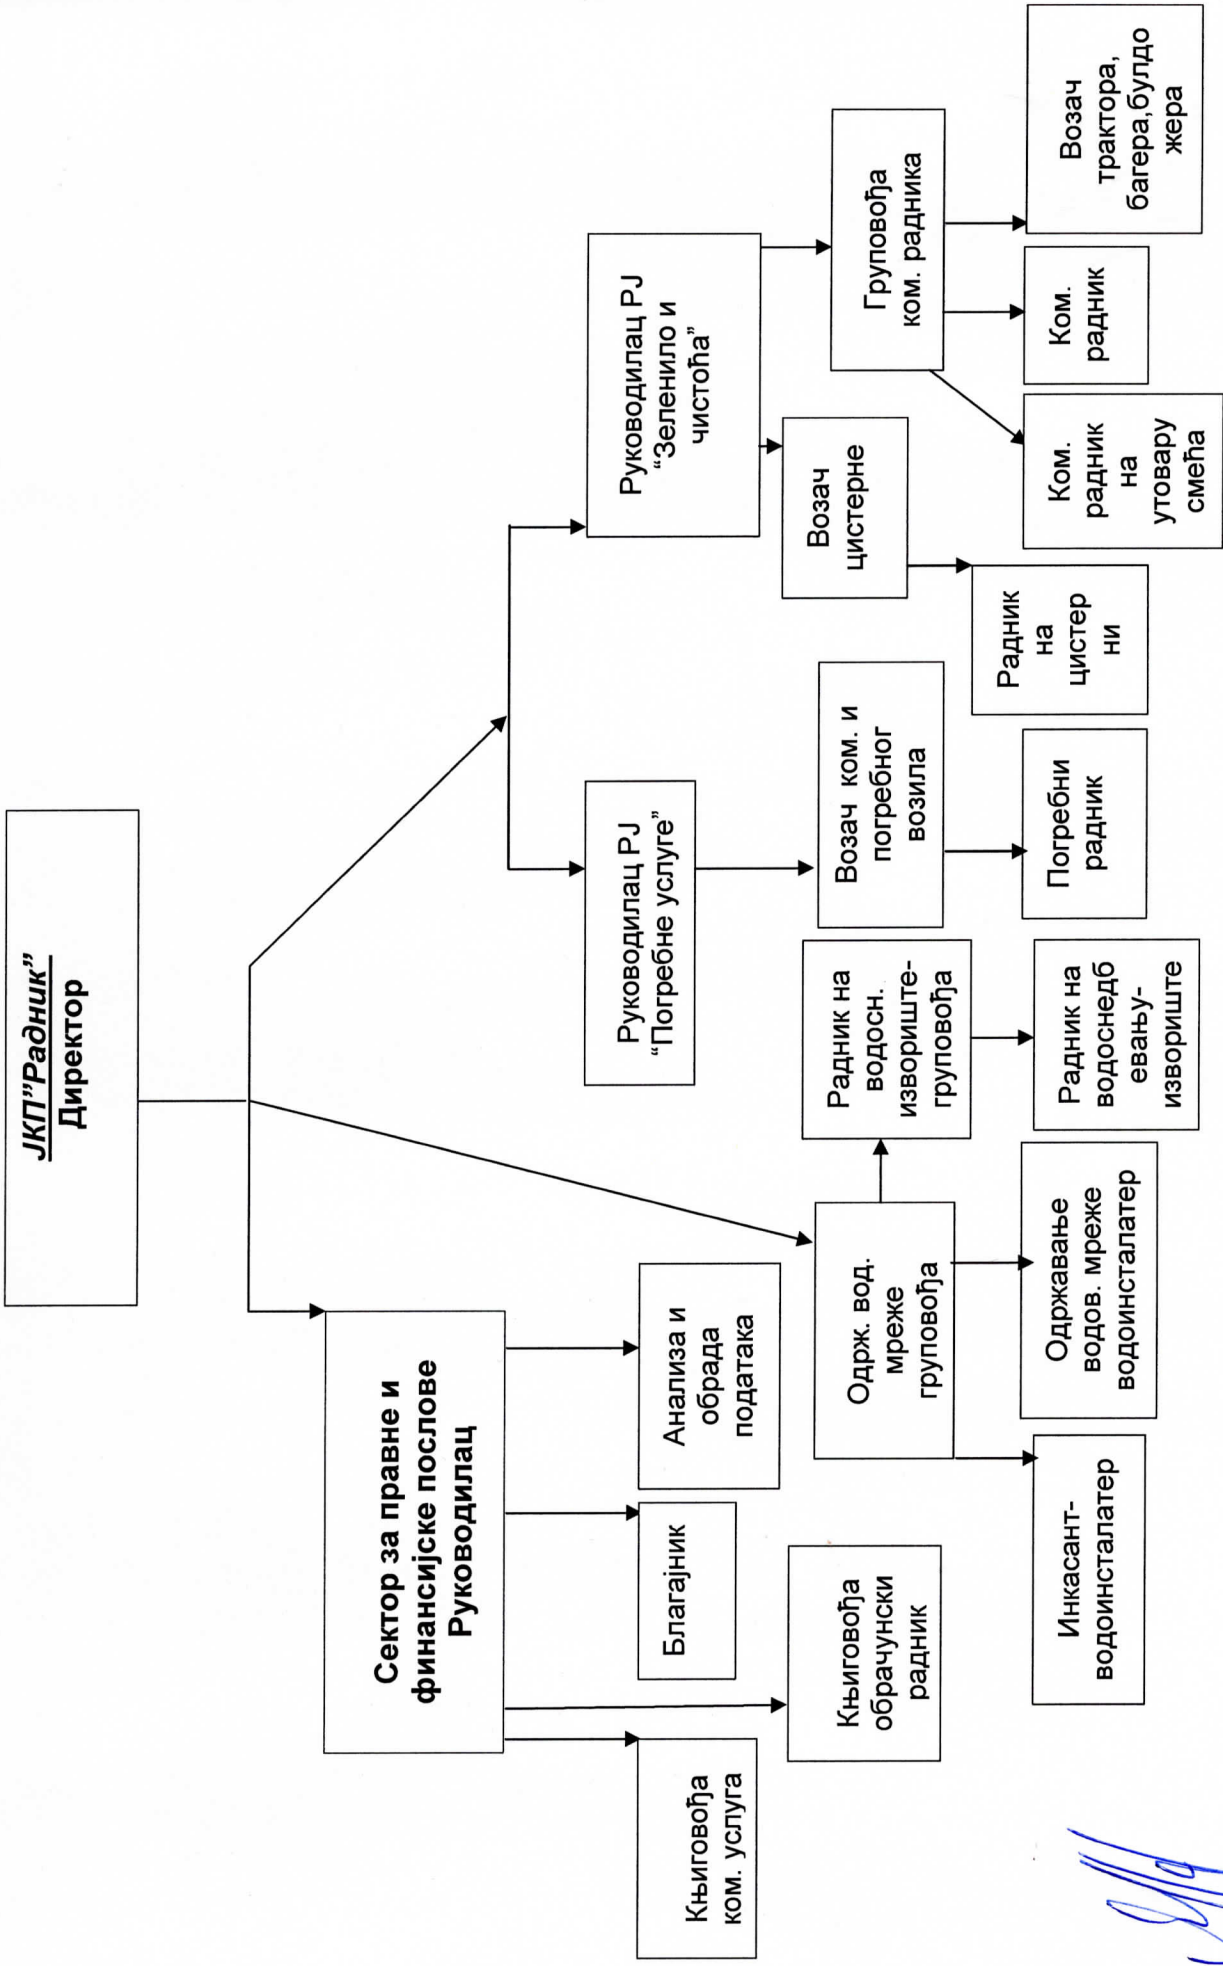 ЈКП”Радник”
Директор
Сектор за правне и
финансијске послове
Руководилац
Књиговођа
ком. услуга
Књиговођа
обрачунски
радник
Благајник
Анализа и
обрада
података
Одрж. вод.
мреже
груповођа
Инкасант-
водоинсталатер
Одржавање
водов. мреже
водоинсталатер
Радник на
водосн.
извориште-
груповођа
Радник на
водоснедб
евању-
извориште
Руководилац РЈ
“Погребне услуге”
Возач ком. и
погребног
возила
Погребни
радник
Руководилац РЈ
“Зеленило и
чистоћа”
Возач
цистерне
Радник
на
цистер
ни
Груповођа
ком. радника
Ком.
радник
на
утовару
смећа
Ком.
радник
Возач
трактора,
багера,булдо
жера